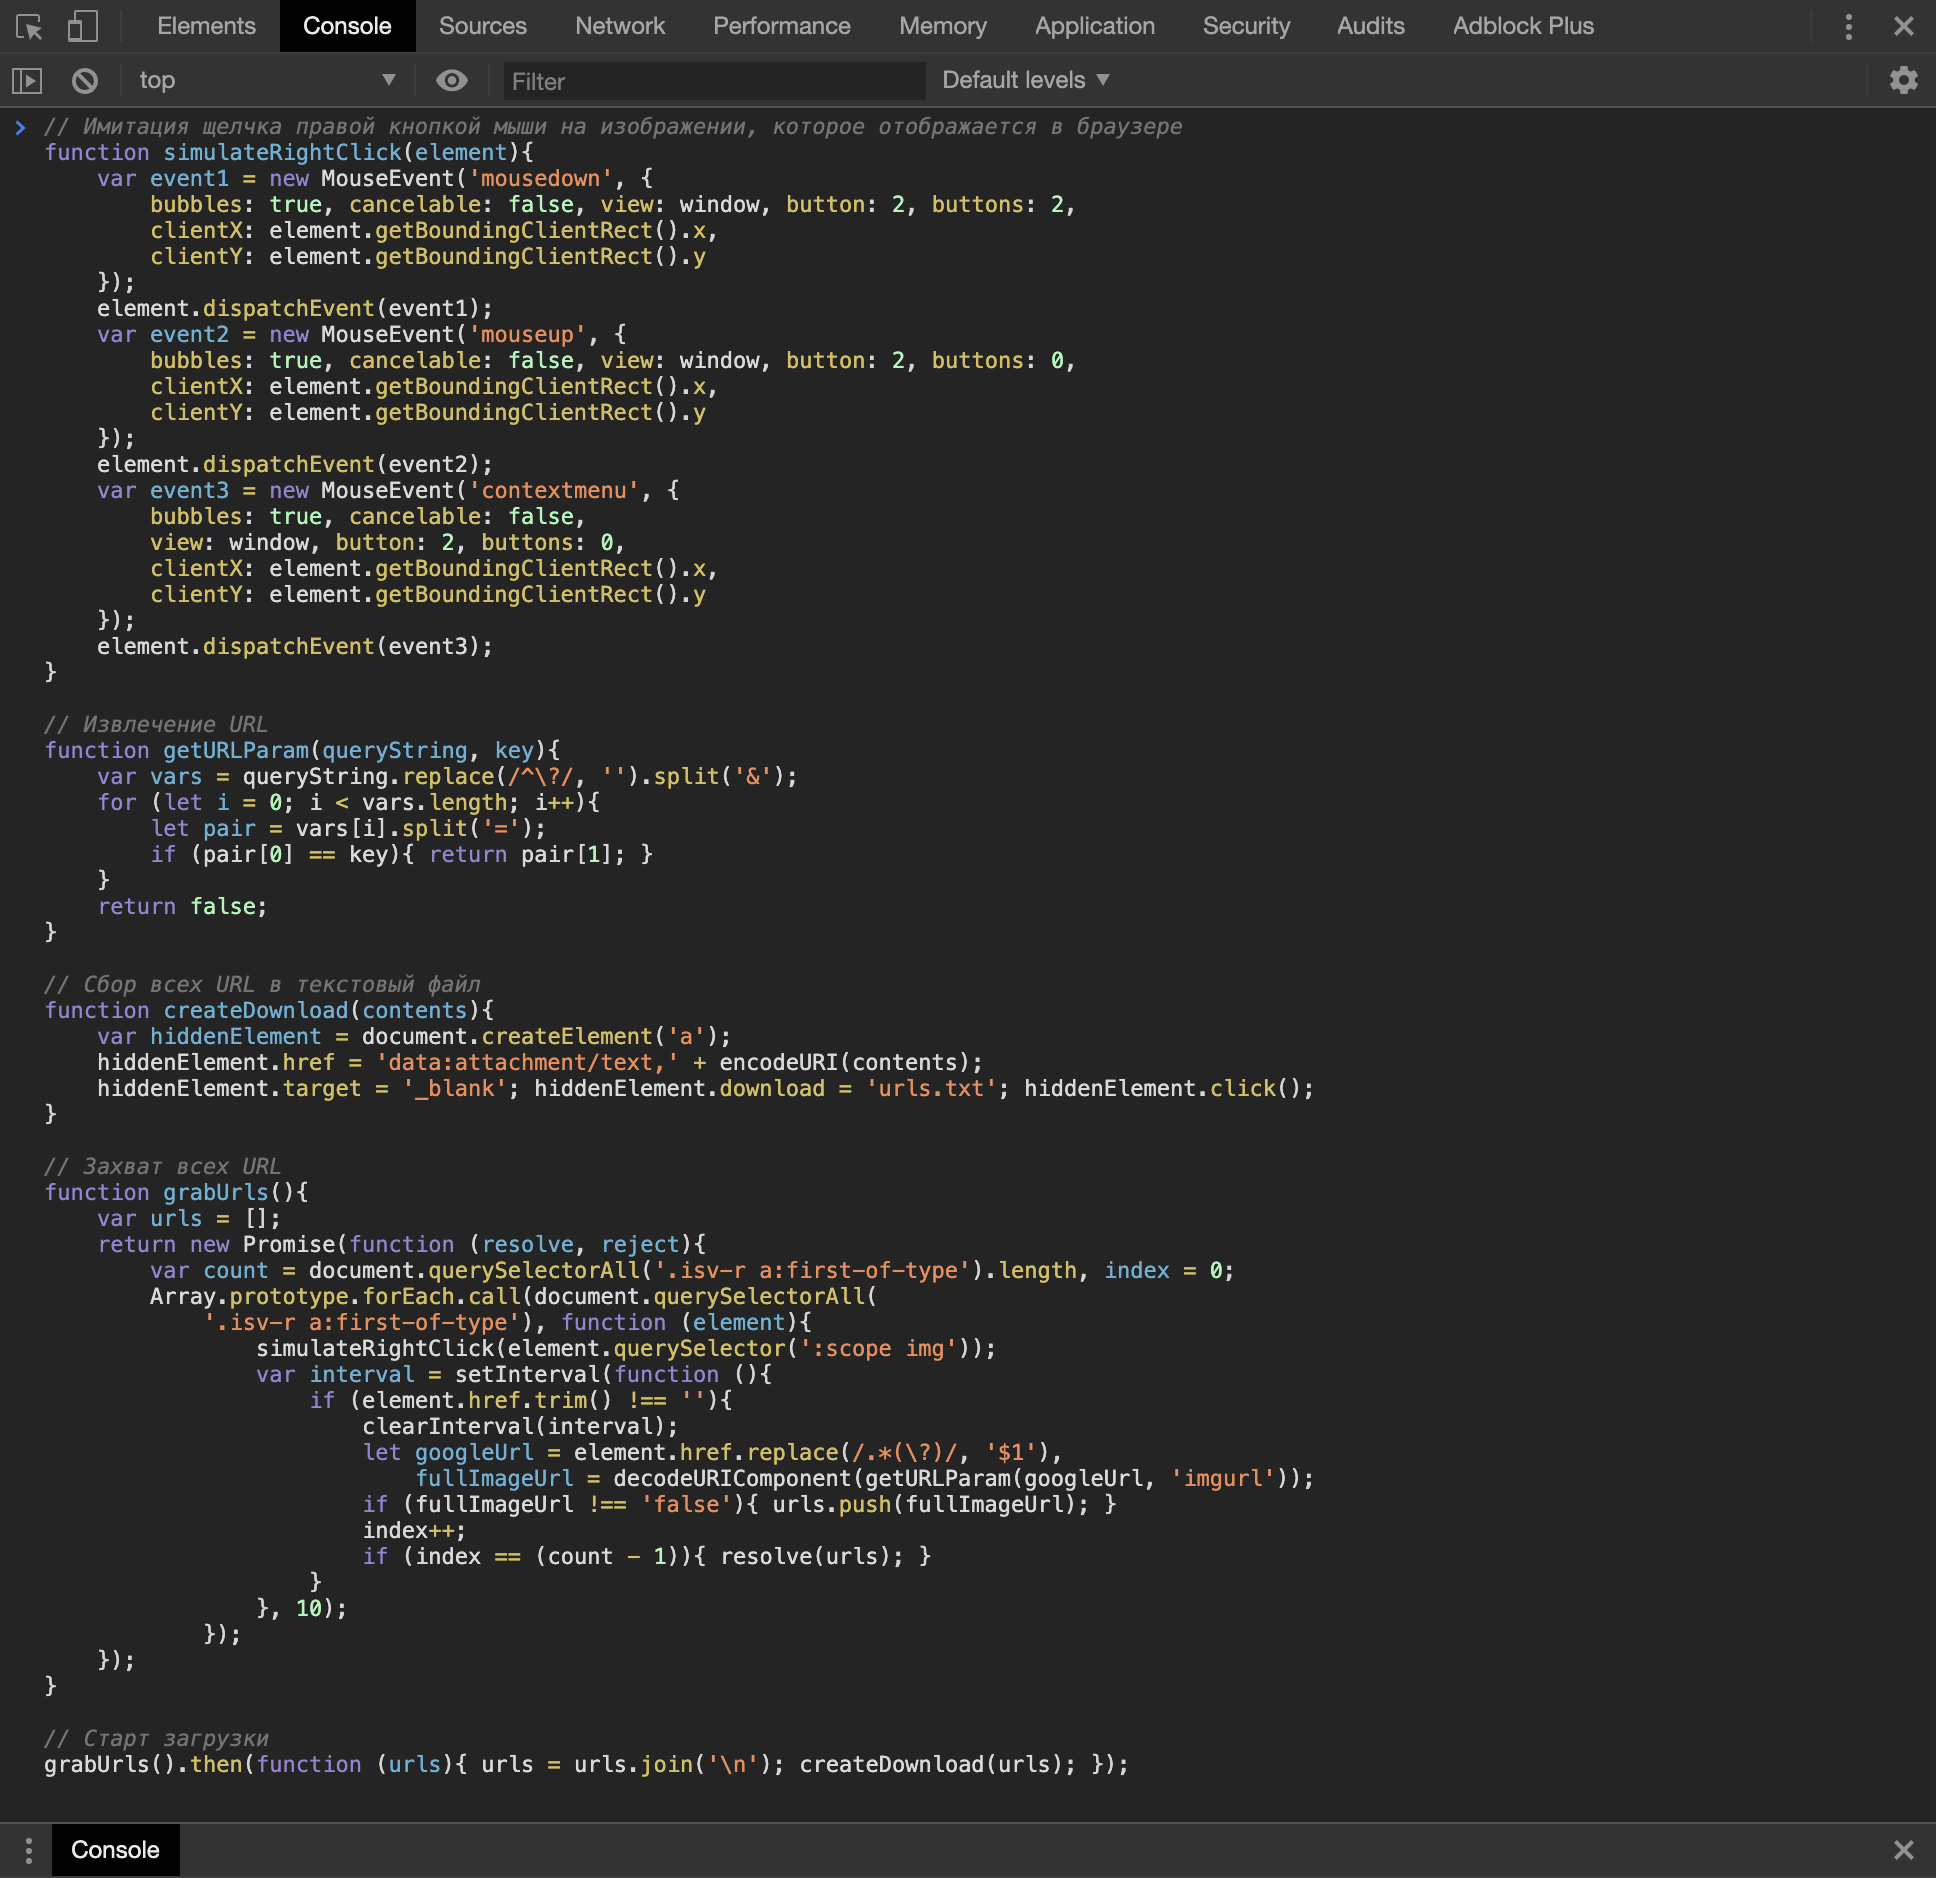 Elements Console Sources Network Performance Memory Application Security Audits Adblock Plus
top Filter Default levels
// Имитация щелчка правой кнопкой мыши на изображении, которое отображается в браузере
function simulateRightClick(element){
    var event1 = new MouseEvent('mousedown', {
        bubbles: true, cancelable: false, view: window, button: 2, buttons: 2,
        clientX: element.getBoundingClientRect().x,
        clientY: element.getBoundingClientRect().y
    });
    element.dispatchEvent(event1);
    var event2 = new MouseEvent('mouseup', {
        bubbles: true, cancelable: false, view: window, button: 2, buttons: 0,
        clientX: element.getBoundingClientRect().x,
        clientY: element.getBoundingClientRect().y
    });
    element.dispatchEvent(event2);
    var event3 = new MouseEvent('contextmenu', {
        bubbles: true, cancelable: false,
        view: window, button: 2, buttons: 0,
        clientX: element.getBoundingClientRect().x,
        clientY: element.getBoundingClientRect().y
    });
    element.dispatchEvent(event3);
}
// Извлечение URL
function getURLParam(queryString, key){
    var vars = queryString.replace(/^\?/, '').split('&');
    for (let i = 0; i < vars.length; i++){
        let pair = vars[i].split('=');
        if (pair[0] == key){ return pair[1]; }
    }
    return false;
}
// Сбор всех URL в текстовый файл
function createDownload(contents){
    var hiddenElement = document.createElement('a');
    hiddenElement.href = 'data:attachment/text,' + encodeURI(contents);
    hiddenElement.target = '_blank'; hiddenElement.download = 'urls.txt'; hiddenElement.click();
}
// Захват всех URL
function grabUrls(){
    var urls = [];
    return new Promise(function (resolve, reject){
        var count = document.querySelectorAll('.isv-r a:first-of-type').length, index = 0;
        Array.prototype.forEach.call(document.querySelectorAll(
            '.isv-r a:first-of-type'), function (element){
                simulateRightClick(element.querySelector(':scope img'));
                var interval = setInterval(function (){
                    if (element.href.trim() !== ''){
                        clearInterval(interval);
                        let googleUrl = element.href.replace(/.*(\?)/, '$1'),
                            fullImageUrl = decodeURIComponent(getURLParam(googleUrl, 'imgurl'));
                        if (fullImageUrl !== 'false'){ urls.push(fullImageUrl); }
                        index++;
                        if (index == (count - 1)){ resolve(urls); }
                    }
                }, 10);
            });
    });
}
// Старт загрузки
grabUrls().then(function (urls){ urls = urls.join('\n'); createDownload(urls); });
Console